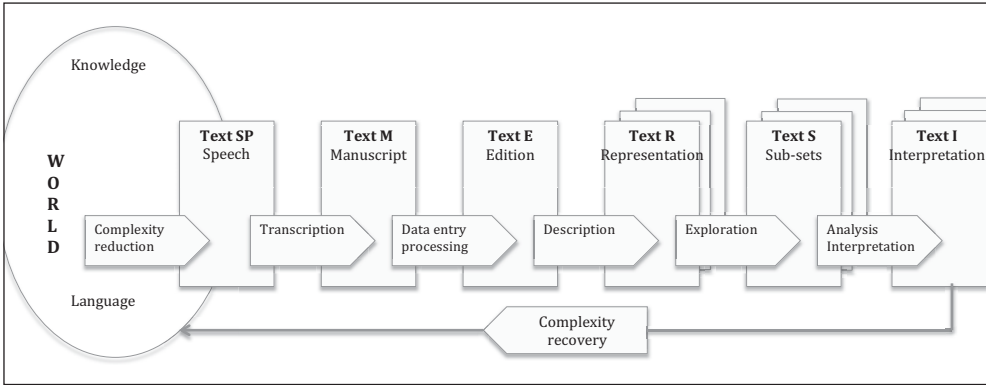 Knowledge
W
O
R
L
D
Language
Complexity
reduction
Text SP
Speech
Transcription
Text M
Manuscript
Data entry
processing
Text E
Edition
Description
Text R
Representation
Exploration
Text S
Sub-sets
Analysis
Interpretation
Text I
Interpretation
Complexity
recovery